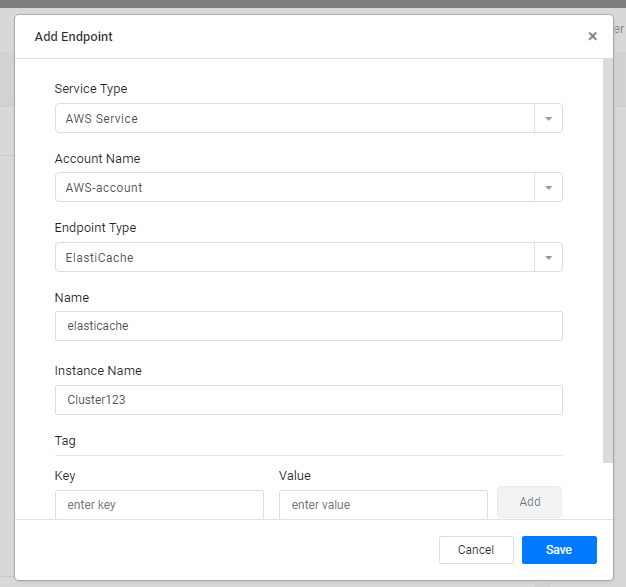 Add Endpoint ×
er
Service Type
AWS Service
Account Name
AWS-account
Endpoint Type
ElastiCache
Name
elasticache
Instance Name
Cluster123
Tag
Key Value
enter key enter value Add
Cancel Save